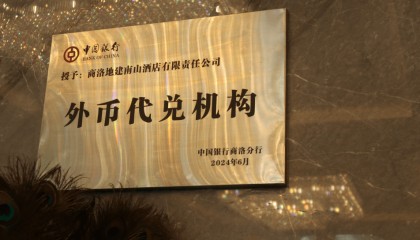 中国银行
BANK OF CHINA
授予：商洛地建南山酒店有限责任公司
外币代兑机构
中国银行商洛分行
2024年6月